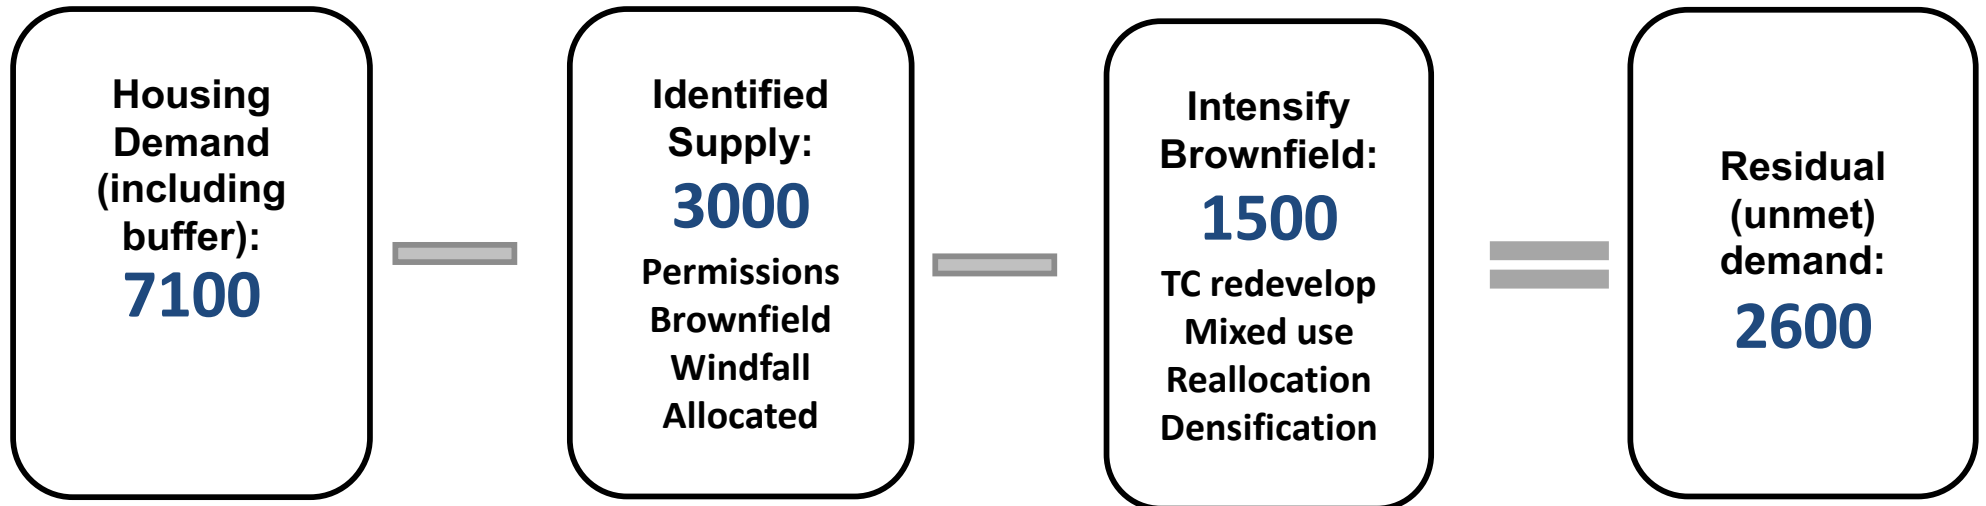 Housing
Demand
(including
buffer):
7100
Identified
Supply:
3000
Permissions
Brownfield
Windfall
Allocated
Intensify
Brownfield:
1500
TC redevelop
Mixed use
Reallocation
Densification
Residual
(unmet)
demand:
2600